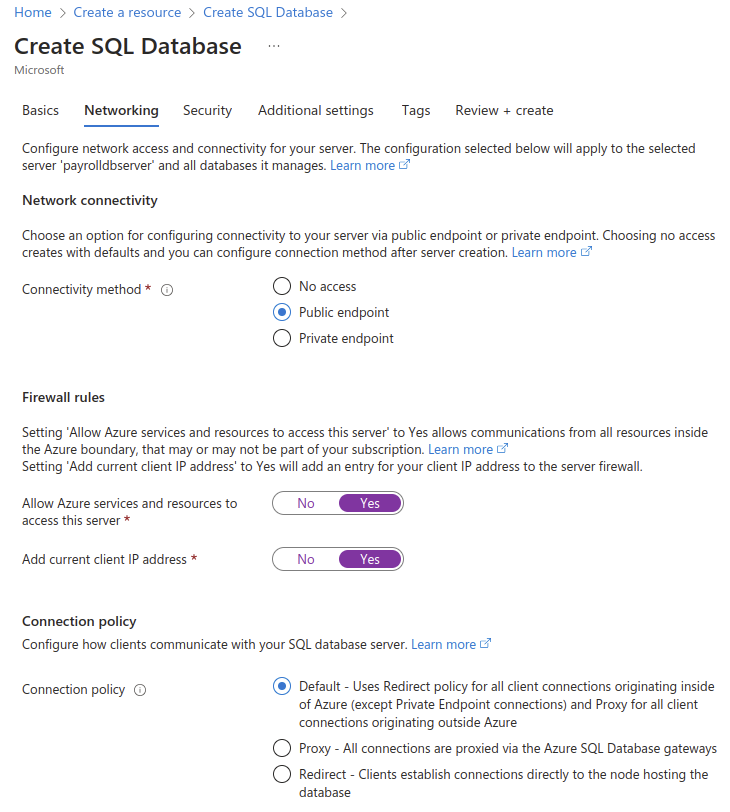 Home > Create a resource > Create SQL Database >
Create SQL Database ...
Microsoft
Basics Networking Security Additional settings Tags Review + create
Configure network access and connectivity for your server. The configuration selected below will apply to the selected
server 'payrolldbserver' and all databases it manages. Learn more
Network connectivity
Choose an option for configuring connectivity to your server via public endpoint or private endpoint. Choosing no access
creates with defaults and you can configure connection method after server creation. Learn more
Connectivity method *
No access
Public endpoint
Private endpoint
Firewall rules
Setting 'Allow Azure services and resources to access this server' to Yes allows communications from all resources inside
the Azure boundary, that may or may not be part of your subscription. Learn more
Setting 'Add current client IP address' to Yes will add an entry for your client IP address to the server firewall.
Allow Azure services and resources to
access this server *
No Yes
Add current client IP address *
No Yes
Connection policy
Configure how clients communicate with your SQL database server. Learn more
Connection policy
Default - Uses Redirect policy for all client connections originating inside
of Azure (except Private Endpoint connections) and Proxy for all client
connections originating outside Azure
Proxy - All connections are proxied via the Azure SQL Database gateways
Redirect - Clients establish connections directly to the node hosting the
database